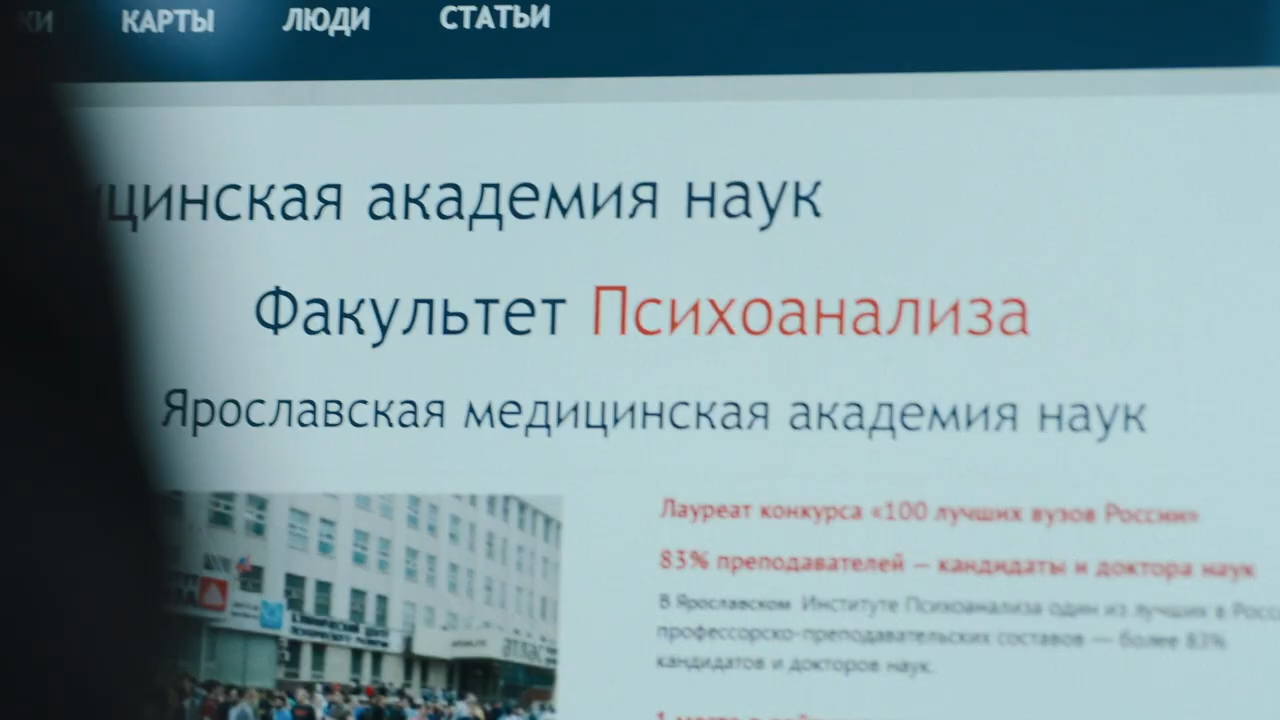 КАРТЫ ЛЮДИ СТАТЬИ
академия наук
Факультет Психоанализа
Ярославская медицинская академия наук
Лауреат конкурса «100 лучших вузов России»
83% преподавателей — кандидаты и доктора наук
В Ярославском Институте Психоанализа один из лучших в
профессорско-преподавательских составов — более 83%
кандидатов и докторов наук.